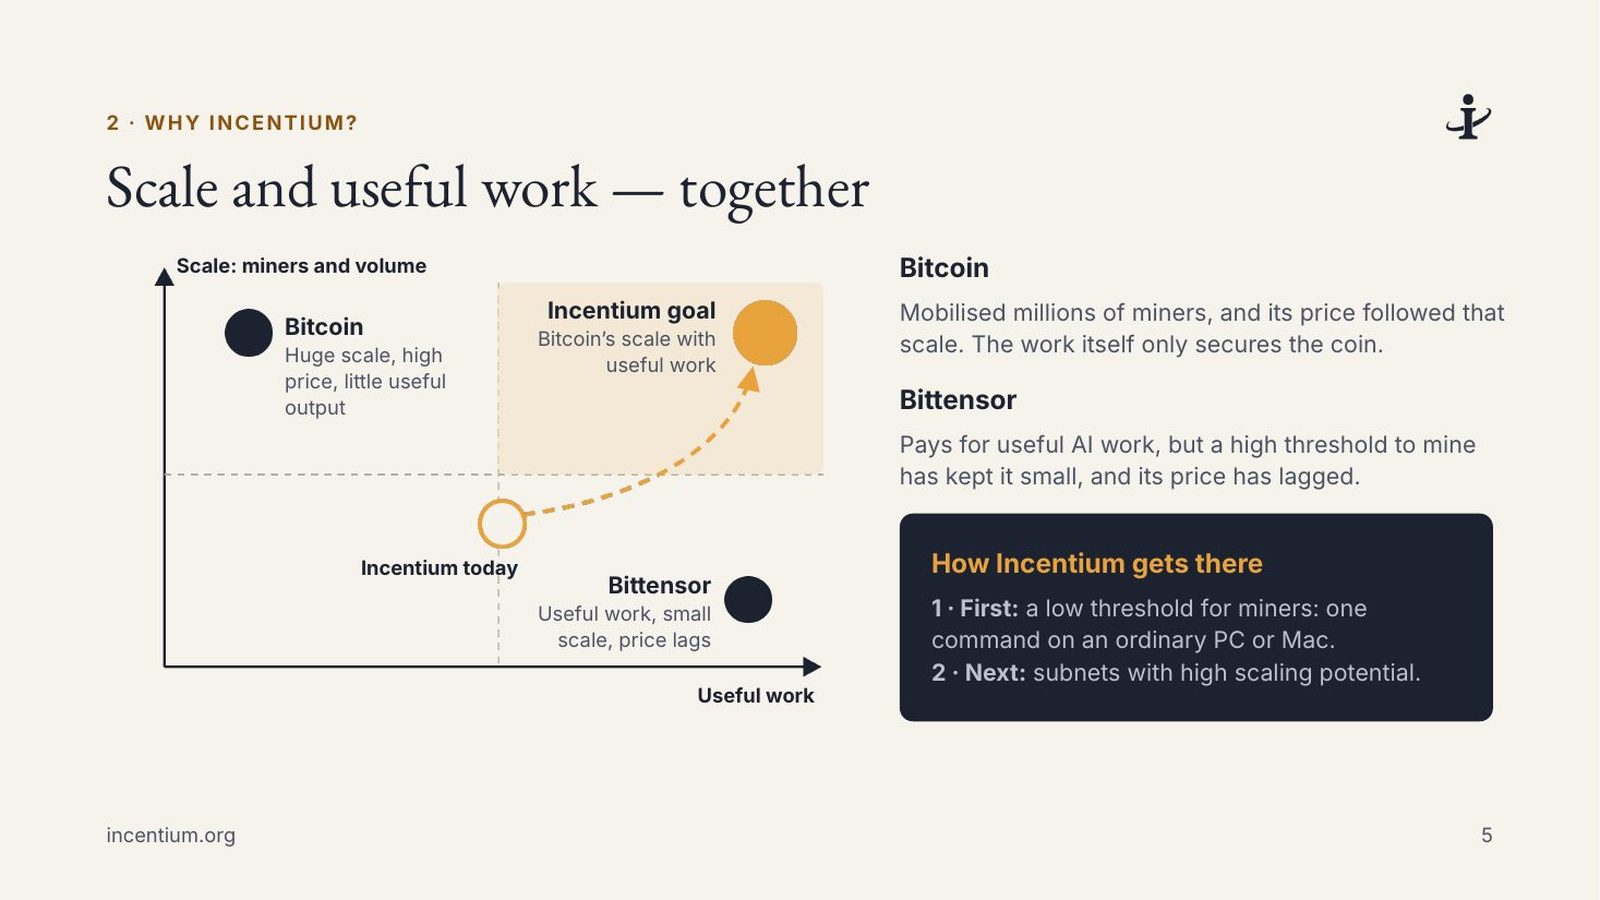 2 · WHY INCENTIUM?
Scale and useful work — together
Scale: miners and volume
Bitcoin
Huge scale, high
price, little useful
output
Incentium goal
Bitcoin’s scale with
useful work
Incentium today
Bittensor
Useful work, small
scale, price lags
Useful work
Bitcoin
Mobilised millions of miners, and its price followed that
scale. The work itself only secures the coin.
Bittensor
Pays for useful AI work, but a high threshold to mine
has kept it small, and its price has lagged.
How Incentium gets there
1 · First: a low threshold for miners: one
command on an ordinary PC or Mac.
2 · Next: subnets with high scaling potential.
incentium.org
5